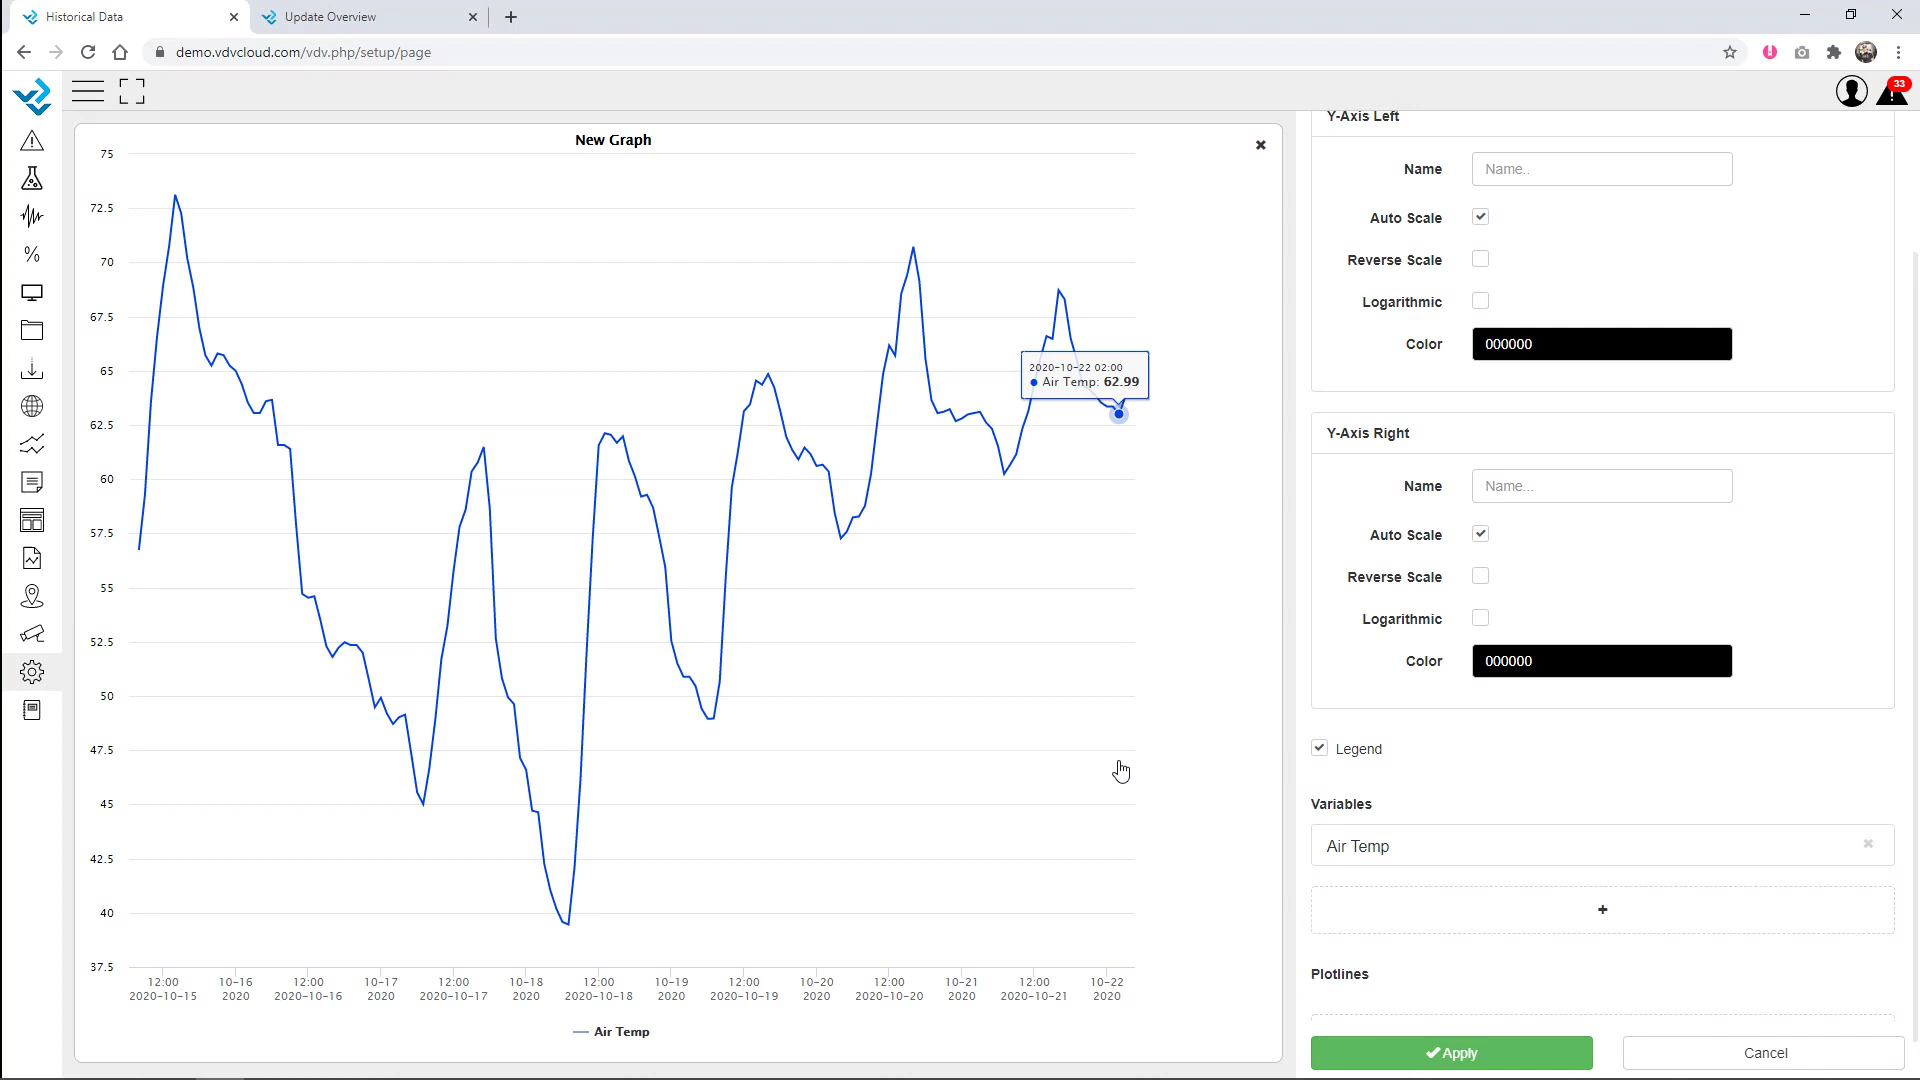 Historical Data
Update Overview
demo.vdvcloud.com/vdv.php/setup/page
33
New Graph
75
72.5
70
67.5
65
62.5
60
57.5
55
52.5
50
47.5
45
42.5
40
37.5
2020-10-22 02:00
Air Temp: 62.99
12:00 10-16 12:00 10-17 12:00 10-18 12:00 10-19 12:00 10-20 12:00 10-21 12:00 10-22
2020-10-15 2020 2020-10-16 2020 2020-10-17 2020 2020-10-18 2020 2020-10-19 2020 2020-10-20 2020 2020-10-21 2020
Air Temp
Y-Axis Left
Name Name..
Auto Scale
Reverse Scale
Logarithmic
Color 000000
Y-Axis Right
Name Name...
Auto Scale
Reverse Scale
Logarithmic
Color 000000
Legend
Variables
Air Temp
+
Plotlines
Apply Cancel